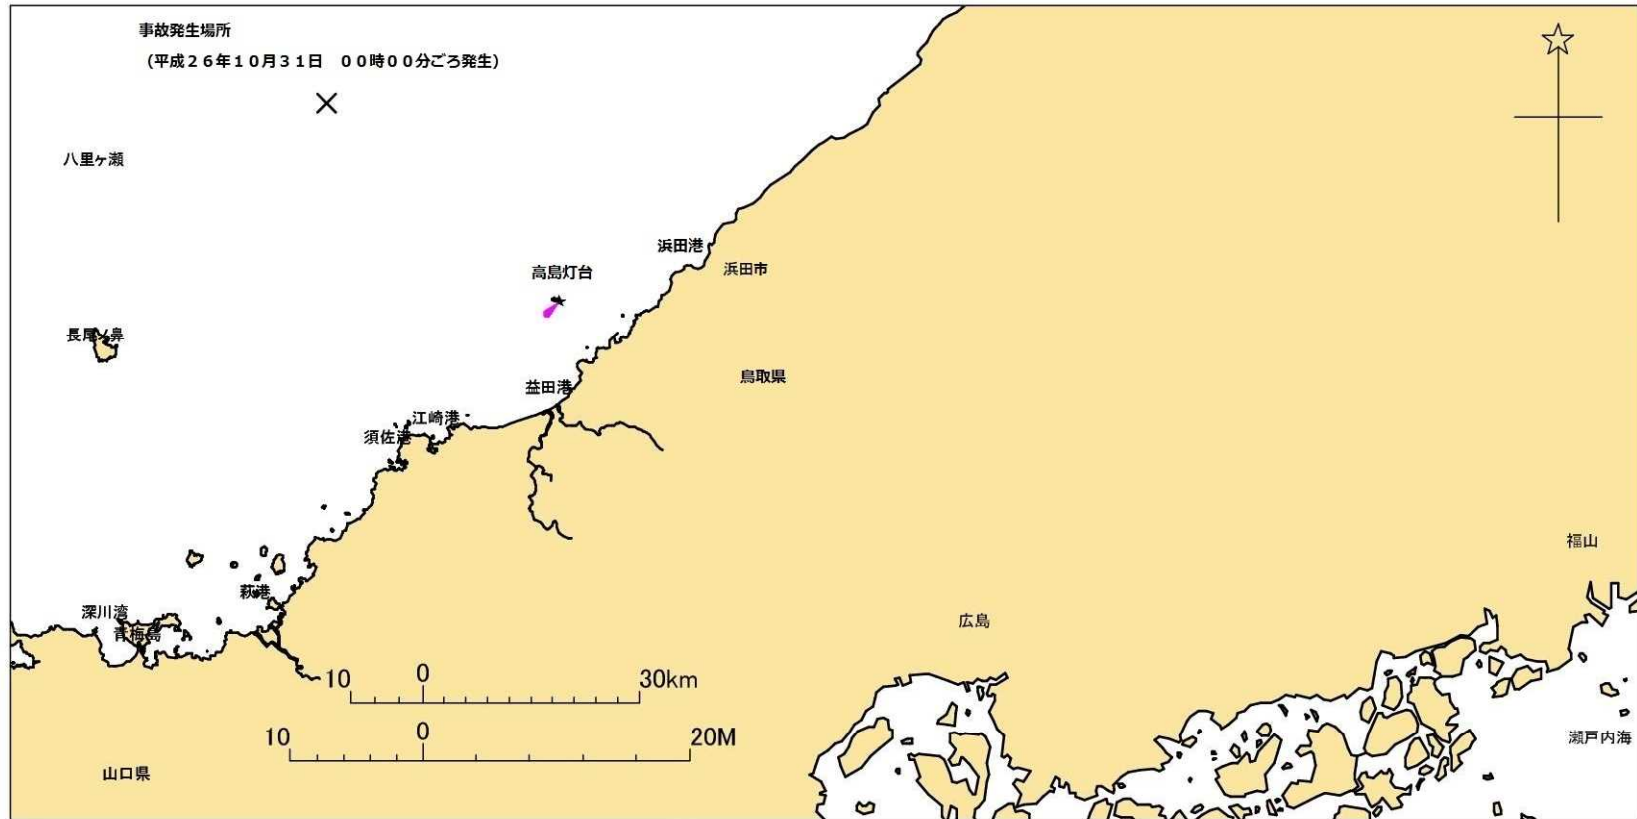 事故発生場所
（平成２６年１０月３１日　００時００分ごろ発生）
八里ヶ瀬
浜田港
浜田市
高島灯台
長尾ノ鼻
鳥取県
益田港
江崎港
須佐港
福山
萩港
深川湾
青梅島
広島
10 0 30km
10 0 20M
瀬戸内海
山口県